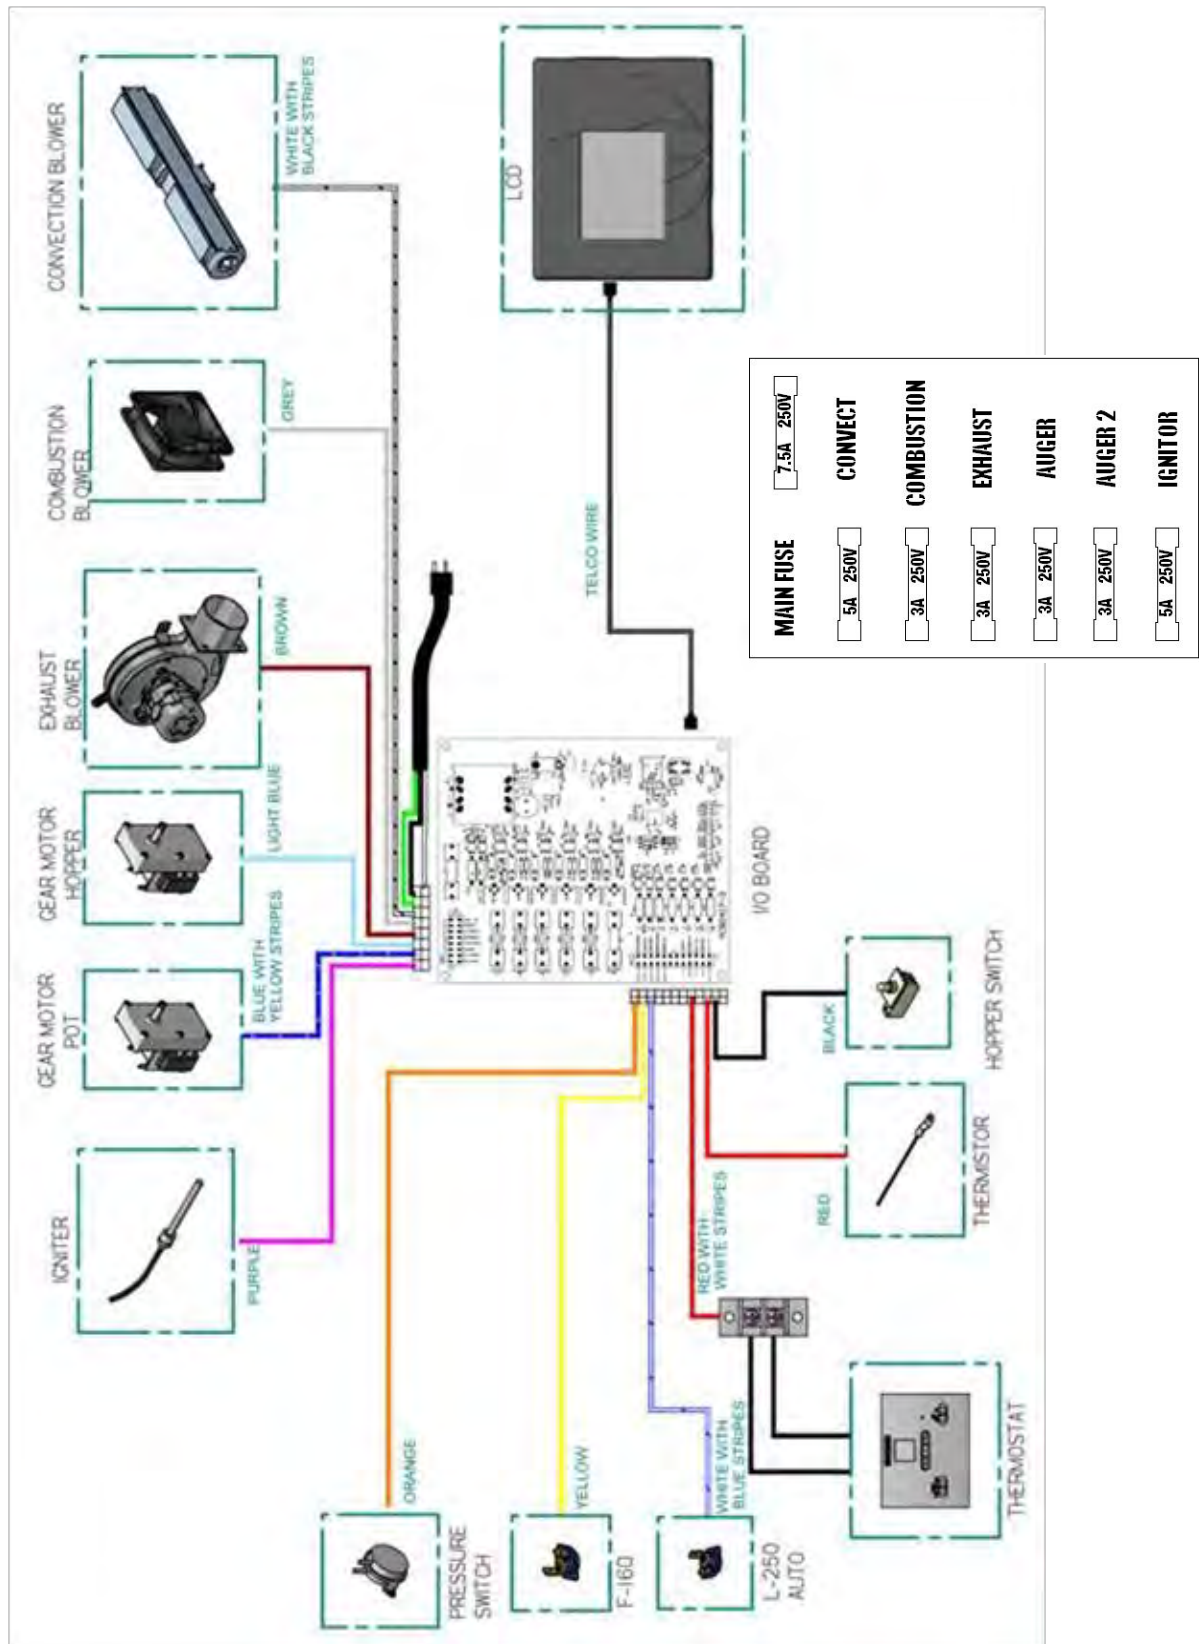 IGNITER
PURPLE
GEAR MOTOR
POT
BLUE WITH
YELLOW STRIPES
GEAR MOTOR
HOPPER
LIGHT BLUE
EXHAUST
BLOWER
BROWN
COMBUSTION
BLOWER
GREY
CONVECTION BLOWER
WHITE WITH
BLACK STRIPES
PRESSURE
SWITCH
ORANGE
F-160
YELLOW
L-250
AUTO
WHITE WITH
BLUE STRIPES
THERMOSTAT
RED WITH
WHITE STRIPES
THERMISTOR
RED
HOPPER SWITCH
BLACK
I/O BOARD
TELCO WIRE
LCD
MAIN FUSE 7.5A 250V
5A 250V CONVECT
3A 250V COMBUSTION
3A 250V EXHAUST
3A 250V AUGER
3A 250V AUGER 2
5A 250V IGNITOR